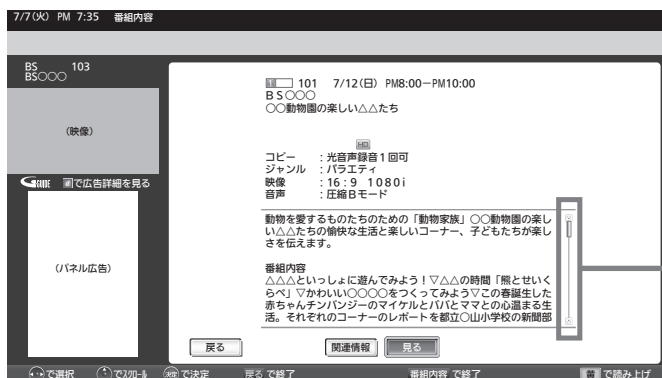 7/7(火) PM 7:35 番組内容
BS 103
BS○○○
(映像)
で広告詳細を見る
(パネル広告)
101 7/12(日) PM8:00-PM10:00
BS○○○
○○動物園の楽しい△△たち
HD
コピー :光音声録音1回可
ジャンル :バラエティ
映像 :16:9 1080i
音声 :圧縮Bモード
動物を愛するものたちのための「動物家族」○○動物園の楽し
い△△たちの愉快な生活と楽しいコーナー、子どもたちが楽し
さを伝えます。
番組内容
△△△といっしょに遊んでみよう!▽△△の時間「熊とせいく
らべ」▽かわいい○○○○をつくってみよう▽この春誕生した
赤ちゃんチンパンジーのマイケルとパパとママとの心温まる生
活。それぞれのコーナーのレポートを都立○山小学校の新聞部
戻る 関連情報 見る
で選択 でスクロール 決定 で決定 戻る で終了 番組内容 で終了 黄 で読み上げ